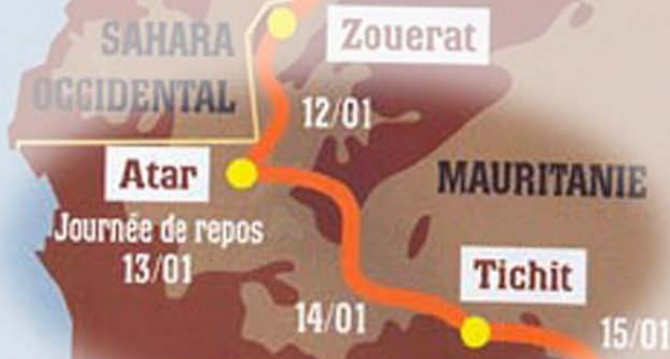 SAHARA
OCCIDENTAL
Zouerat
12/01
Atar
MAURITANIE
Journée de repos
13/01
Tichit
14/01
15/01